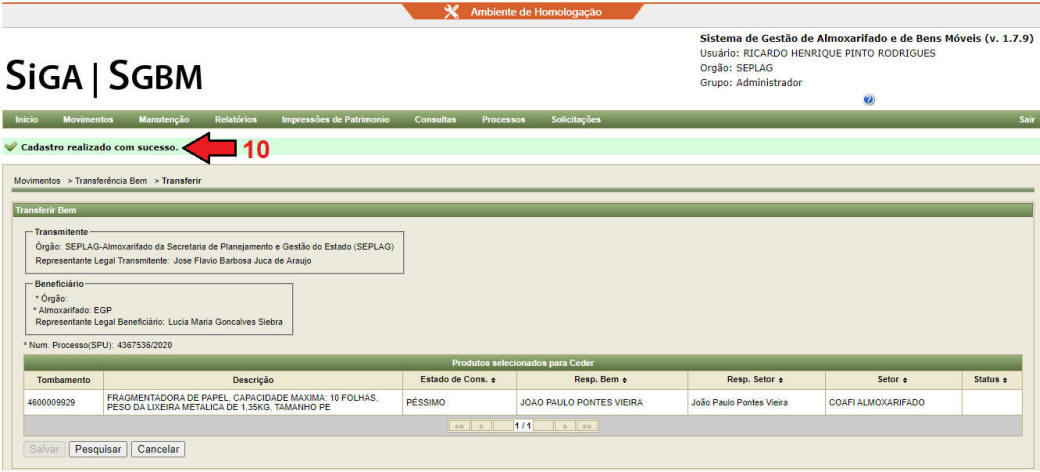 Ambiente de Homologação
Sistema de Gestão de Almoxarifado e de Bens Móveis (v. 1.7.9)
Usuário: RICARDO HENRIQUE PINTO RODRIGUES
Orgão: SEPLAG
Grupo: Administrador
SIGA | SGBM
?
Início Movimentos Manutenção Relatórios Impressões de Patrimonio Consultas Processos Solicitações Sair
Cadastro realizado com sucesso. 10
Movimentos > Transferência Bem > Transferir
Transferir Bem
Transmitente
Órgão: SEPLAG-Almoxarifado da Secretaria de Planejamento e Gestão do Estado (SEPLAG)
Representante Legal Transmitente: Jose Flavio Barbosa Juca de Araujo
Beneficiário
* Órgão:
* Almoxarifado: EGP
Representante Legal Beneficiário: Lucia Maria Goncalves Siebra
* Num. Processo(SPU): 4367536/2020
Produtos selecionados para Ceder
Tombamento Descrição Estado de Cons. Resp. Bem Resp. Setor Setor Status
4600009929 FRAGMENTADORA DE PAPEL, CAPACIDADE MAXIMA: 10 FOLHAS, PESO DA LIXEIRA METALICA DE 1,35KG, TAMANHO PE PÉSSIMO JOAO PAULO PONTES VIEIRA João Paulo Pontes Vieira COAFI ALMOXARIFADO
«« « 1 / 1 » »»
Salvar Pesquisar Cancelar